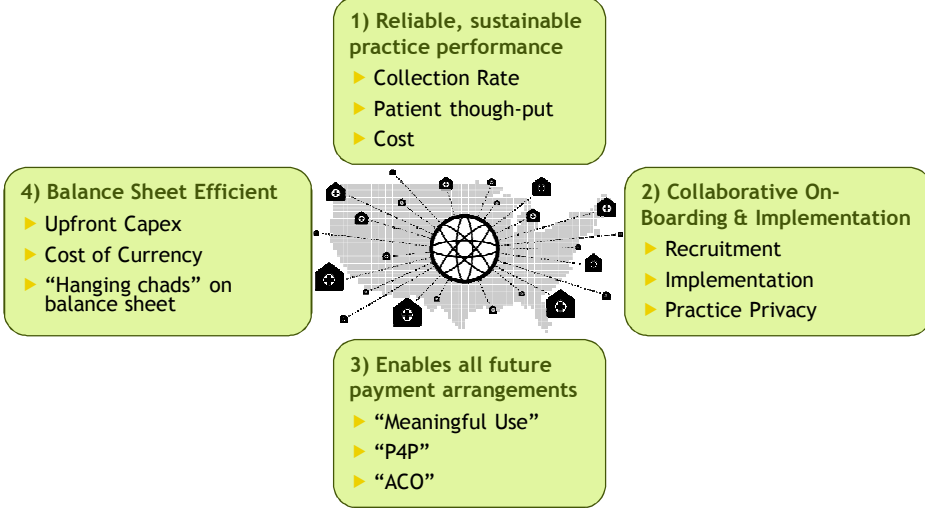 1) Reliable, sustainable
practice performance
Collection Rate
Patient though-put
Cost
4) Balance Sheet Efficient
Upfront Capex
Cost of Currency
“Hanging chads” on
balance sheet
2) Collaborative On-
Boarding & Implementation
Recruitment
Implementation
Practice Privacy
3) Enables all future
payment arrangements
“Meaningful Use”
“P4P”
“ACO”